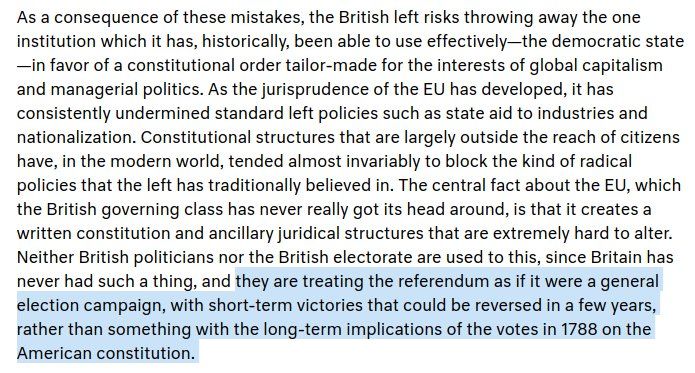 As a consequence of these mistakes, the British left risks throwing away the one
institution which it has, historically, been able to use effectively—the democratic state
—in favor of a constitutional order tailor-made for the interests of global capitalism
and managerial politics. As the jurisprudence of the EU has developed, it has
consistently undermined standard left policies such as state aid to industries and
nationalization. Constitutional structures that are largely outside the reach of citizens
have, in the modern world, tended almost invariably to block the kind of radical
policies that the left has traditionally believed in. The central fact about the EU, which
the British governing class has never really got its head around, is that it creates a
written constitution and ancillary juridical structures that are extremely hard to alter.
Neither British politicians nor the British electorate are used to this, since Britain has
never had such a thing, and they are treating the referendum as if it were a general
election campaign, with short-term victories that could be reversed in a few years,
rather than something with the long-term implications of the votes in 1788 on the
American constitution.